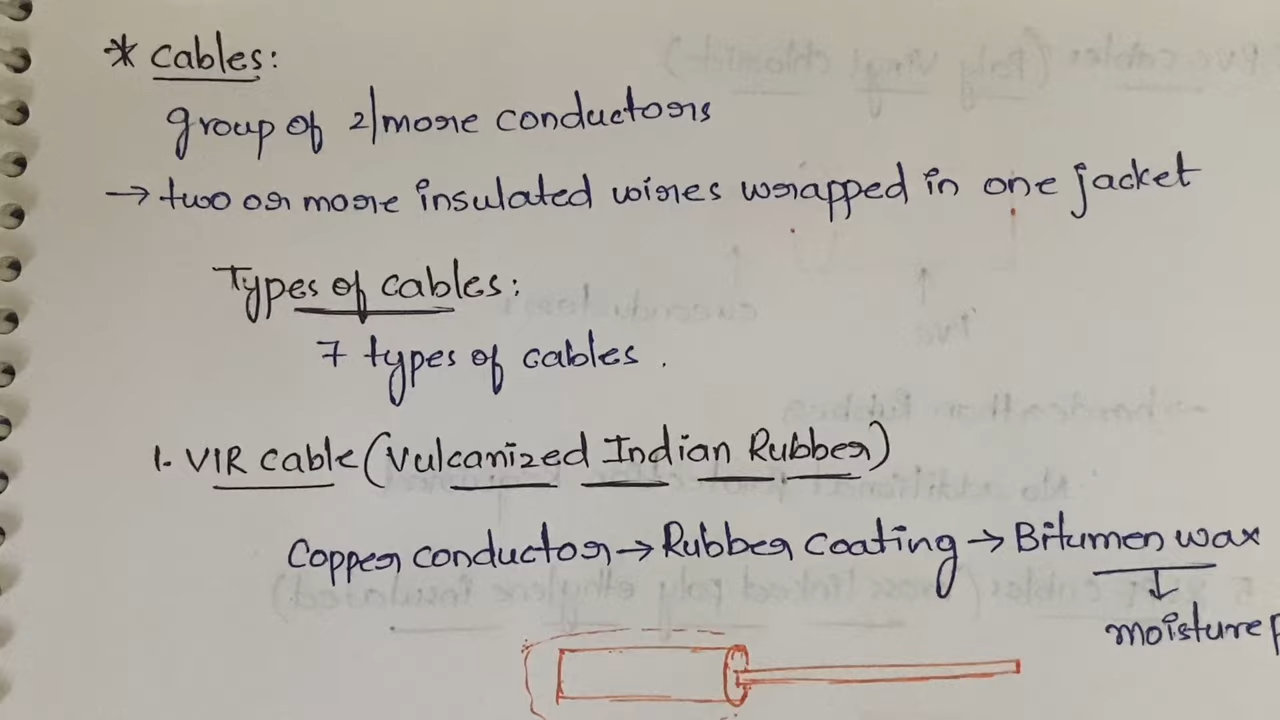 * Cables:
group of 2/more conductors
→ two or more insulated wires wrapped in one jacket
Types of cables:
7 types of cables.
1. VIR cable (Vulcanized Indian Rubber)
Copper conductor → Rubber coating → Bitumen wax
↓
moisture